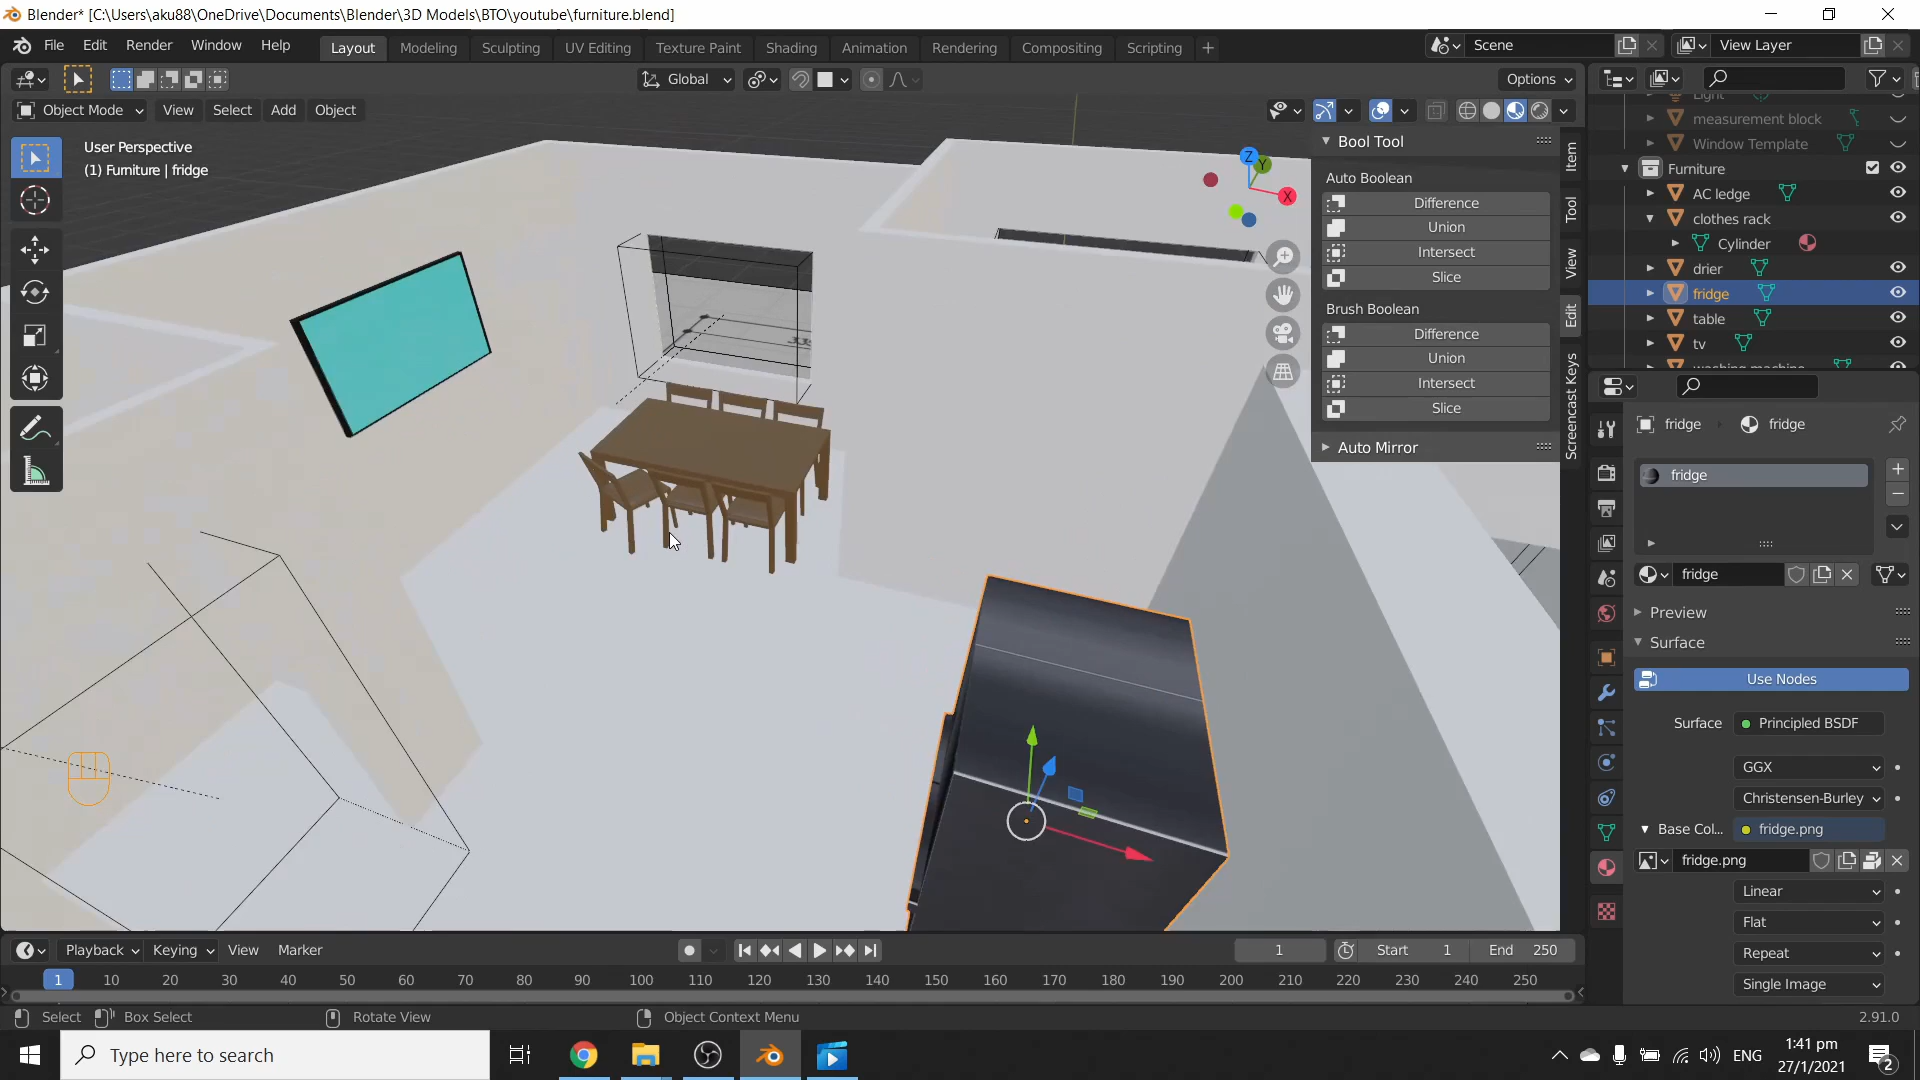 Blender* [C:\Users\aku88\OneDrive\Documents\Blender\3D Models\BTO\youtube\furniture.blend]
File Edit Render Window Help Layout Modeling Sculpting UV Editing Texture Paint Shading Animation Rendering Compositing Scripting + Scene View Layer
Global Options
Object Mode View Select Add Object
User Perspective
(1) Furniture | fridge
Z
Y
X
Bool Tool
Auto Boolean
Difference
Union
Intersect
Slice
Brush Boolean
Difference
Union
Intersect
Slice
Auto Mirror
Item
Tool
View
Edit
Screencast Keys
Light
measurement block
Window Template
Furniture
AC ledge
clothes rack
Cylinder
drier
fridge
table
tv
washing machine
fridge fridge
fridge
fridge
Preview
Surface
Use Nodes
Surface Principled BSDF
GGX
Christensen-Burley
Base Col... fridge.png
fridge.png
Linear
Flat
Repeat
Single Image
Playback Keying View Marker 1 Start 1 End 250
1 10 20 30 40 50 60 70 80 90 100 110 120 130 140 150 160 170 180 190 200 210 220 230 240 250
Select Box Select Rotate View Object Context Menu 2.91.0
Type here to search
ENG
1:41 pm
27/1/2021
2